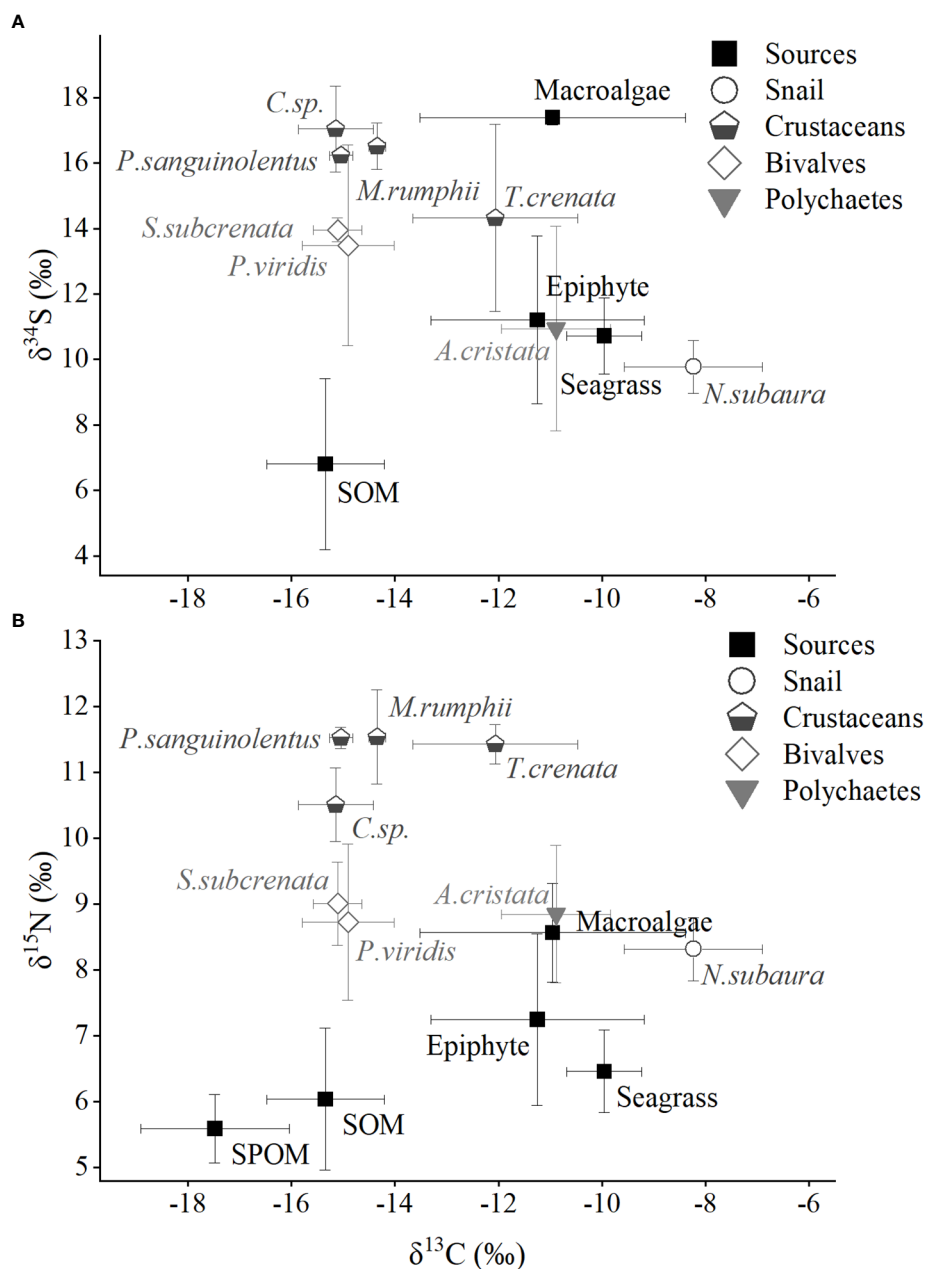 A
18
16
14
12
10
8
6
4
δ34S (‰)
Sources
Snail
Crustaceans
Bivalves
Polychaetes
C.sp.
Macroalgae
P.sanguinolentus
M.rumphii
T.crenata
S.subcrenata
P.viridis
Epiphyte
A.cristata
Seagrass
N.subaura
SOM
-18 -16 -14 -12 -10 -8 -6
B
13
12
11
10
9
8
7
6
5
δ15N (‰)
Sources
Snail
Crustaceans
Bivalves
Polychaetes
M.rumphii
P.sanguinolentus
T.crenata
C.sp.
S.subcrenata
A.cristata
Macroalgae
P.viridis
N.subaura
Epiphyte
Seagrass
SOM
SPOM
-18 -16 -14 -12 -10 -8 -6
δ13C (‰)